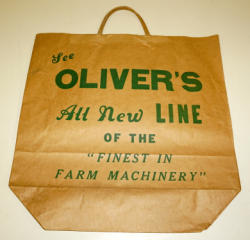 See
OLIVER'S
All New LINE
OF THE
"FINEST IN
FARM MACHINERY"